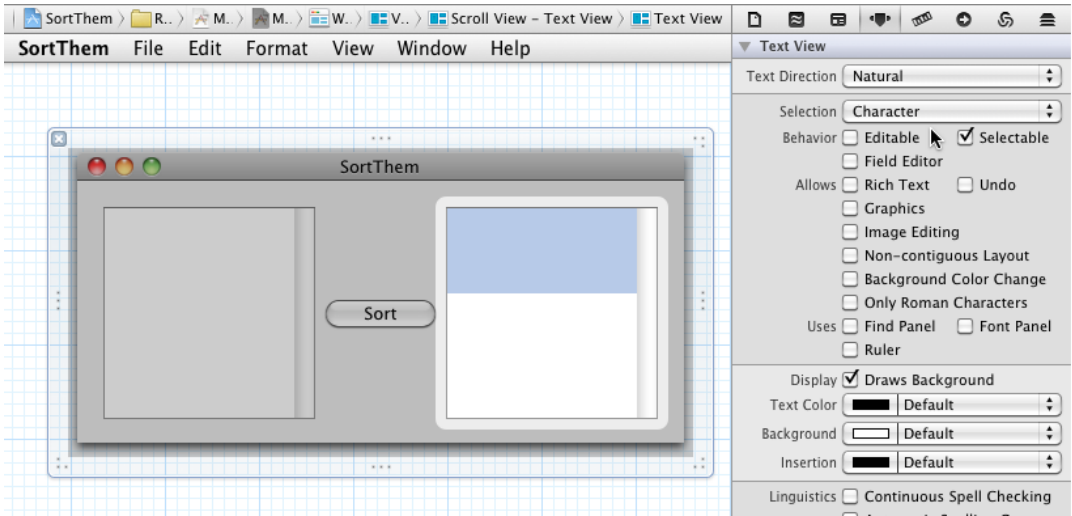 SortThem R.. M. M.. W.. V.. Scroll View – Text View Text View
SortThem File Edit Format View Window Help
SortThem
Sort
Text View
Text Direction Natural
Selection Character
Behavior Editable Selectable
Field Editor
Allows Rich Text Undo
Graphics
Image Editing
Non-contiguous Layout
Background Color Change
Only Roman Characters
Uses Find Panel Font Panel
Ruler
Display Draws Background
Text Color Default
Background Default
Insertion Default
Linguistics Continuous Spell Checking